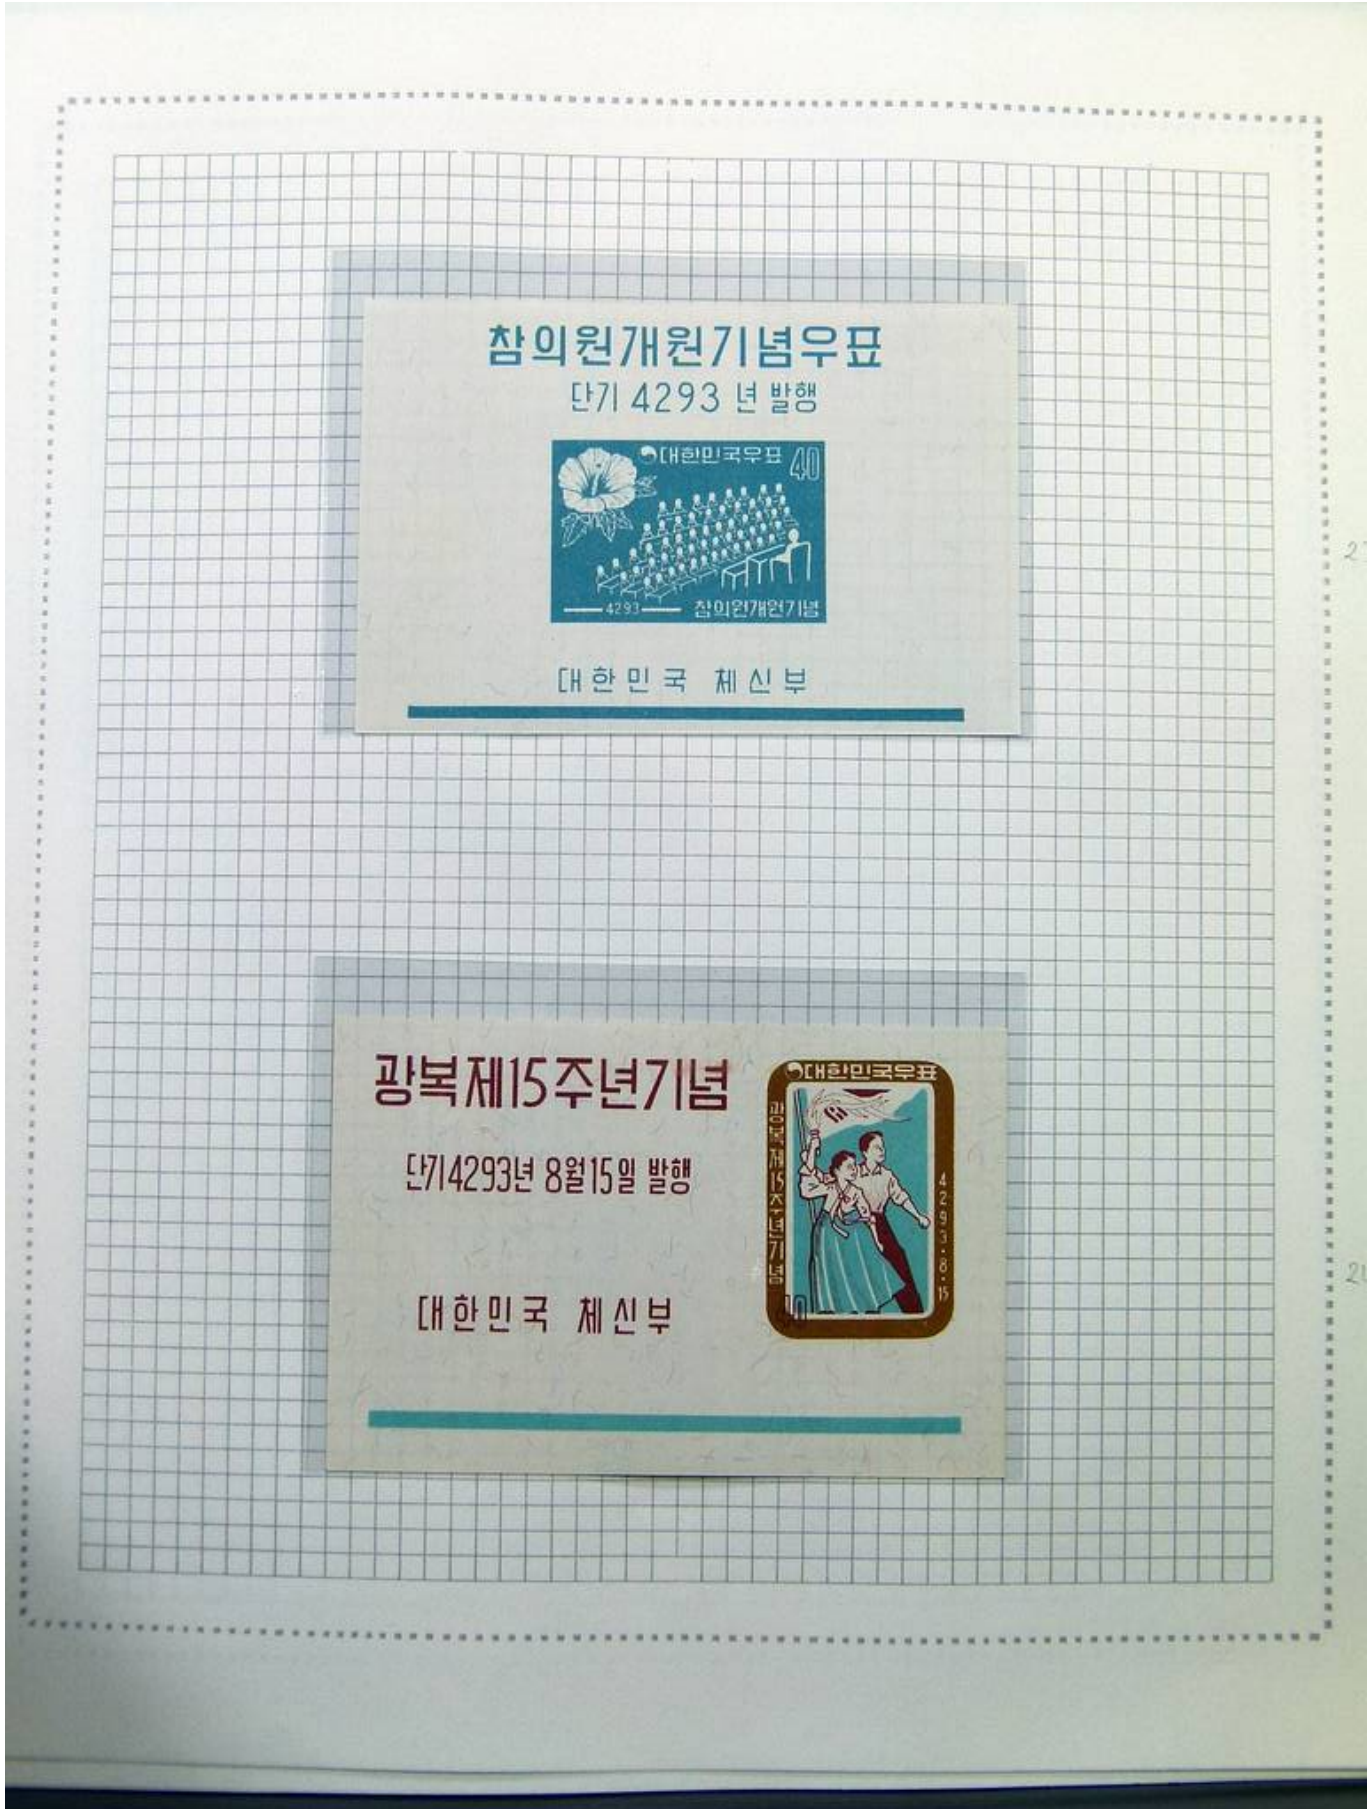 참의원개원기념우표
단기 4293 년 발행
대한민국우표 40
4293 참의원개원기념
대한민국 체신부
광복제15주년기념
단기4293년 8월15일 발행
대한민국 체신부
대한민국우표
광복제15주년기념
4293.8.15
40